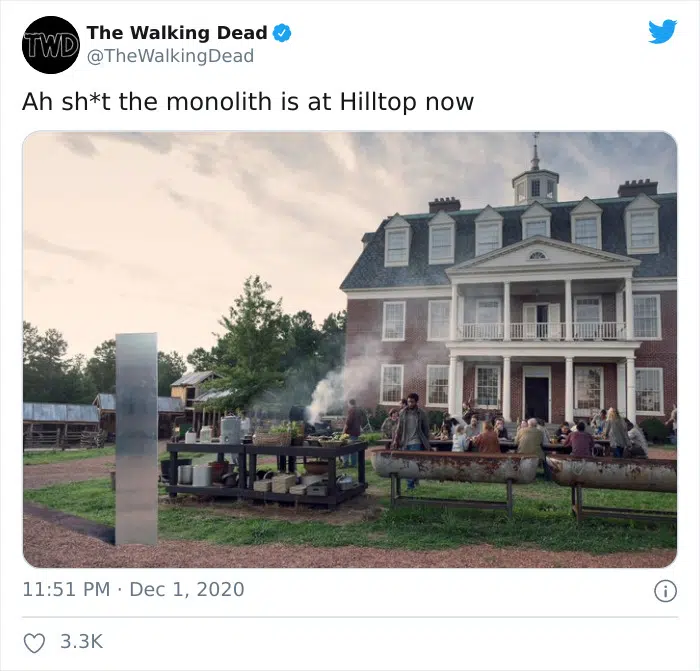 TWD
The Walking Dead
@TheWalkingDead
Ah sh*t the monolith is at Hilltop now
11:51 PM · Dec 1, 2020
3.3K